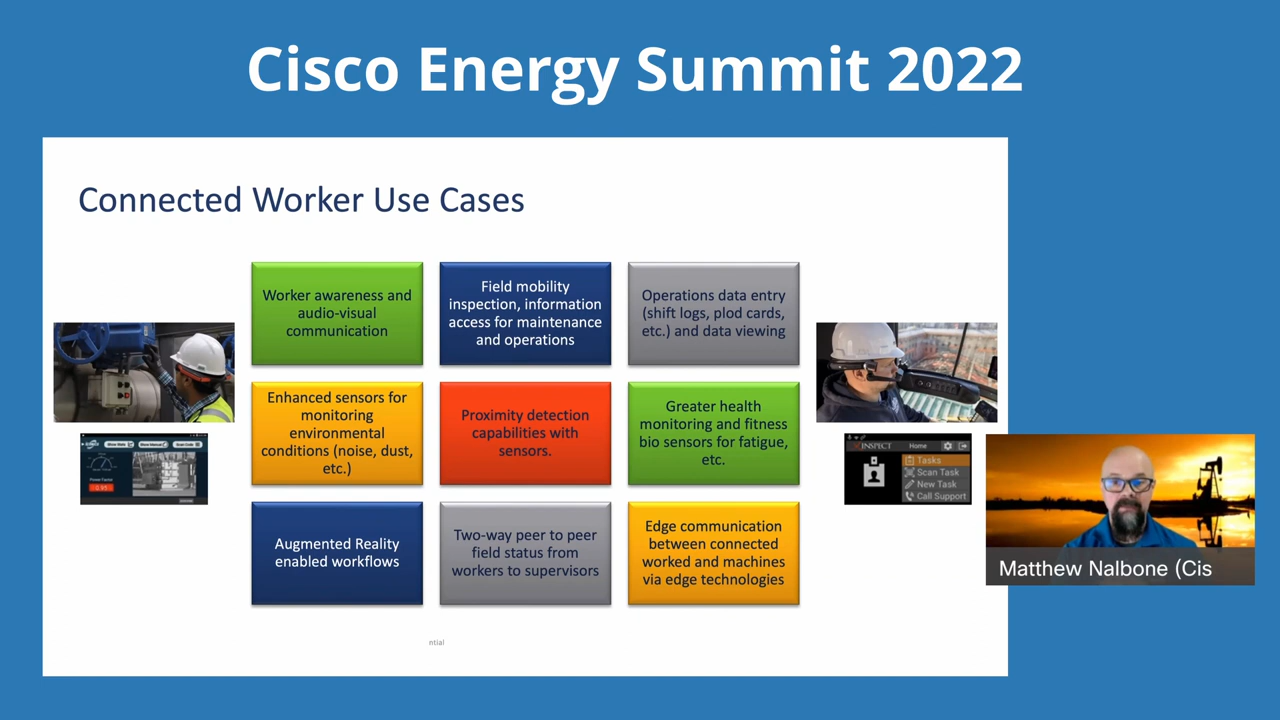 Cisco Energy Summit 2022
Connected Worker Use Cases
Worker awareness and
audio-visual
communication
Field mobility
inspection, information
access for maintenance
and operations
Operations data entry
(shift logs, plod cards,
etc.) and data viewing
Enhanced sensors for
monitoring
environmental
conditions (noise, dust,
etc.)
Proximity detection
capabilities with
sensors.
Greater health
monitoring and fitness
bio sensors for fatigue,
etc.
Augmented Reality
enabled workflows
Two-way peer to peer
field status from
workers to supervisors
Edge communication
between connected
worked and machines
via edge technologies
INSPECT Home
Tasks
Scan Task
New Task
Call Support
Matthew Nalbone (Cis
ntial